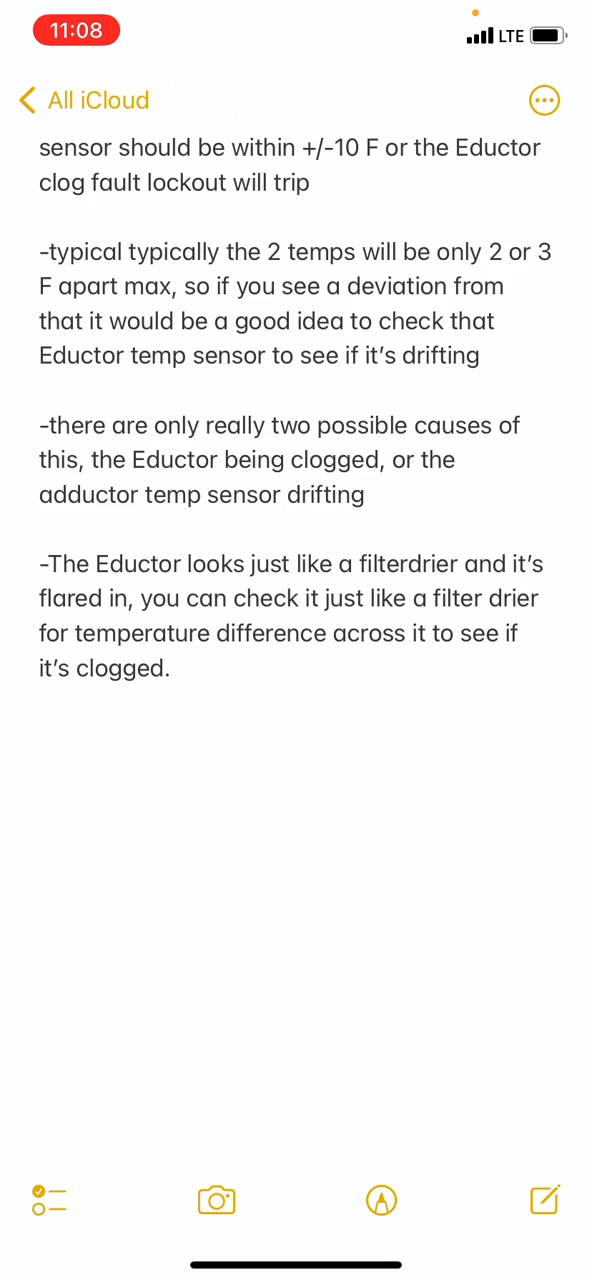 11:08
LTE
All iCloud
sensor should be within +/-10 F or the Eductor
clog fault lockout will trip
-typical typically the 2 temps will be only 2 or 3
F apart max, so if you see a deviation from
that it would be a good idea to check that
Eductor temp sensor to see if it's drifting
-there are only really two possible causes of
this, the Eductor being clogged, or the
adductor temp sensor drifting
-The Eductor looks just like a filterdrier and it's
flared in, you can check it just like a filter drier
for temperature difference across it to see if
it's clogged.